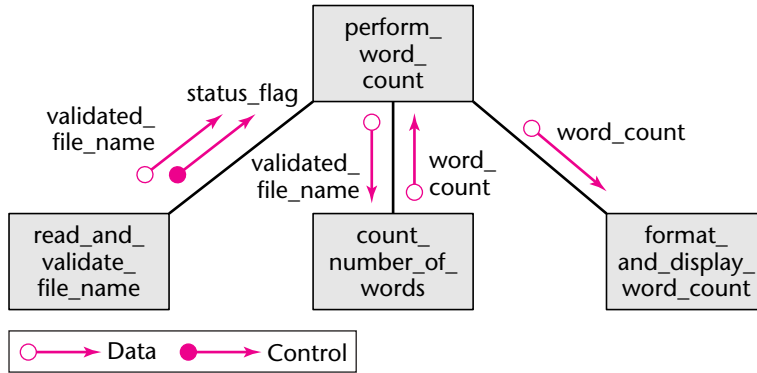 perform_
word_
count
status_flag
validated_
file_name
validated_
file_name
word_
count
word_count
read_and_
validate_
file_name
count_
number_of_
words
format_
and_display_
word_count
Data
Control